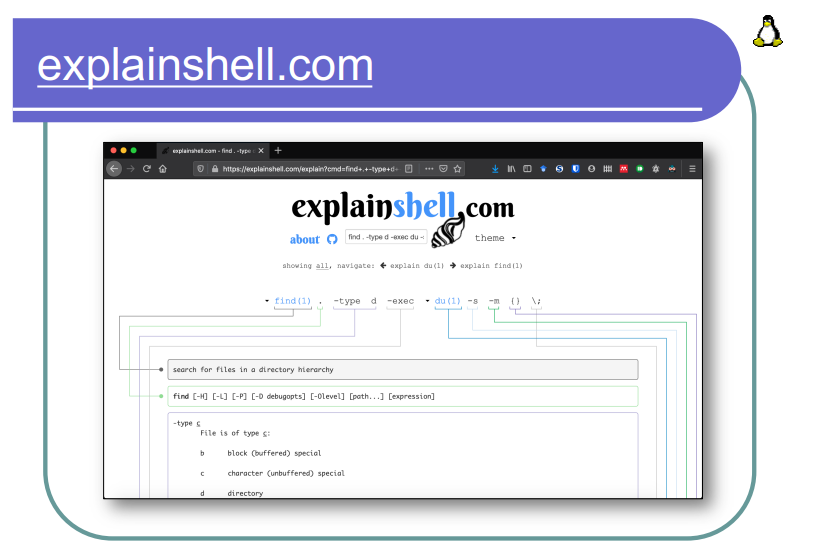 explainshell.com
explainshell.com - find . -type
https://explainshell.com/explain?cmd=find+.+-type+d+
explainshell.com
about
find . -type d -exec du -s
theme
showing all, navigate: explain du(1) explain find(1)
find(1) . -type d -exec du(1) -s -m {} \;
search for files in a directory hierarchy
find [-H] [-L] [-P] [-D debugopts] [-Olevel] [path...] [expression]
-type c
File is of type c:
b block (buffered) special
c character (unbuffered) special
d directory